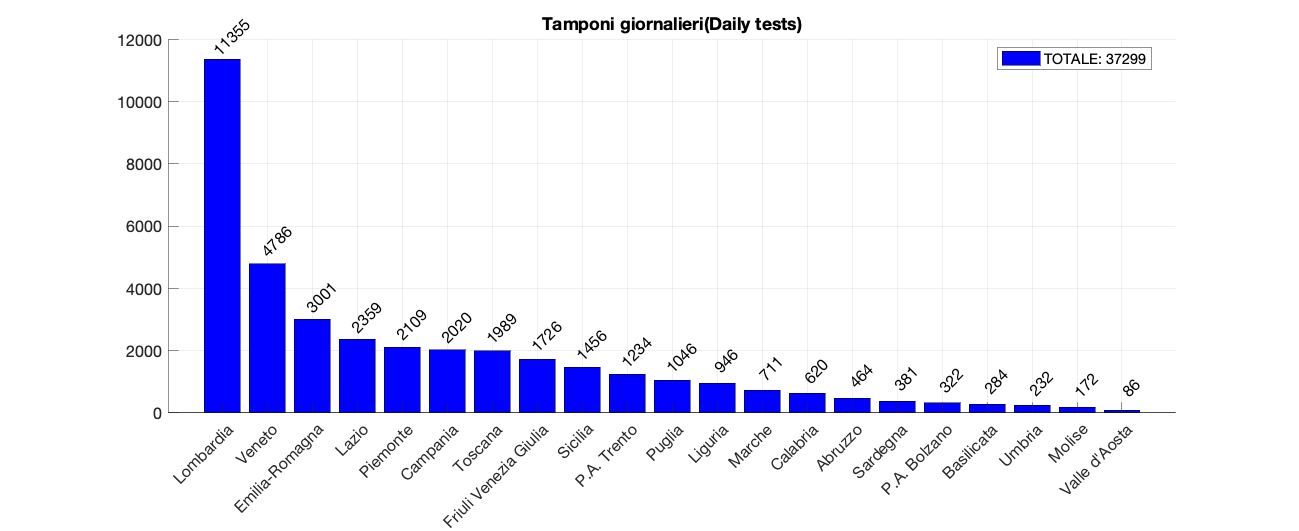 Tamponi giornalieri(Daily tests)
TOTALE: 37299
12000
10000
8000
6000
4000
2000
0
11355
4786
3001
2359
2109
2020
1989
1726
1456
1234
1046
946
711
620
464
381
322
284
232
172
86
Lombardia
Veneto
Emilia-Romagna
Lazio
Piemonte
Campania
Toscana
Friuli Venezia Giulia
Sicilia
P.A. Trento
Puglia
Liguria
Marche
Calabria
Abruzzo
Sardegna
P.A. Bolzano
Basilicata
Umbria
Molise
Valle d'Aosta